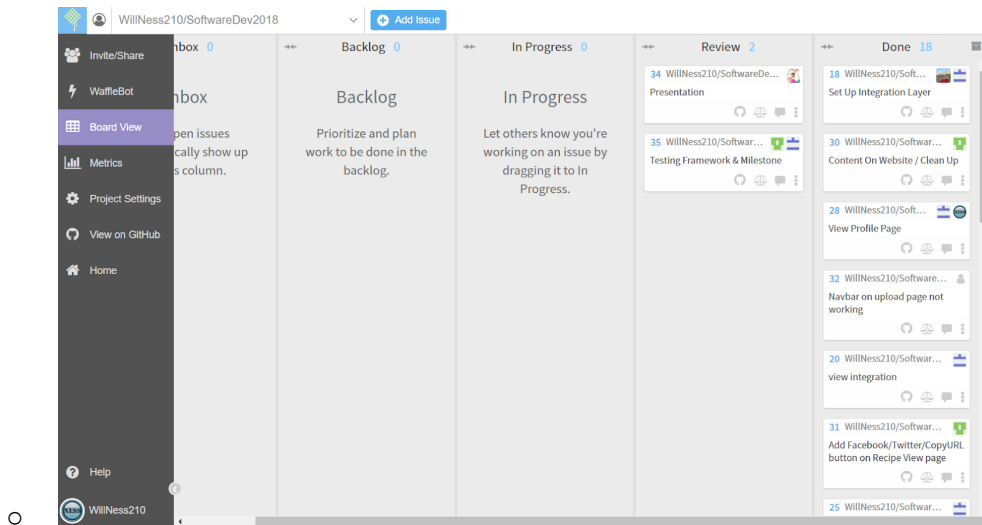 WillNess210/SoftwareDev2018
Add Issue
Invite/Share
WaffleBot
Board View
Metrics
Project Settings
View on GitHub
Home
Help
NESS WillNess210
nbox 0
nbox
pen issues
cally show up
s column.
Backlog 0
Backlog
Prioritize and plan
work to be done in the
backlog.
In Progress 0
In Progress
Let others know you're
working on an issue by
dragging it to In
Progress.
Review 2
34 WillNess210/SoftwareDe...
Presentation
35 WillNess210/Softwar...
Testing Framework & Milestone
Done 18
18 WillNess210/Soft...
Set Up Integration Layer
30 WillNess210/Softwar...
Content On Website / Clean Up
28 WillNess210/Soft... NESS
View Profile Page
32 WillNess210/Software...
Navbar on upload page not
working
20 WillNess210/Softwar...
view integration
31 WillNess210/Softwar...
Add Facebook/Twitter/CopyURL
button on Recipe View page
25 WillNess210/Softwar...